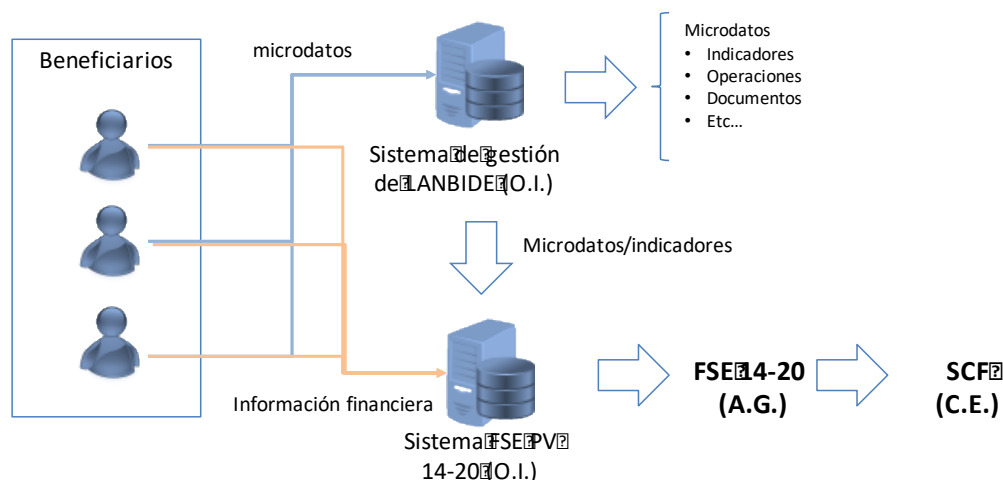 Beneficiarios
microdatos
Microdatos
• Indicadores
• Operaciones
• Documentos
• Etc...
Sistema de gestión
de LANBIDE (O.I.)
Microdatos/indicadores
Información financiera
Sistema FSE PV
14-20 (O.I.)
FSE 14-20
(A.G.)
SCF
(C.E.)